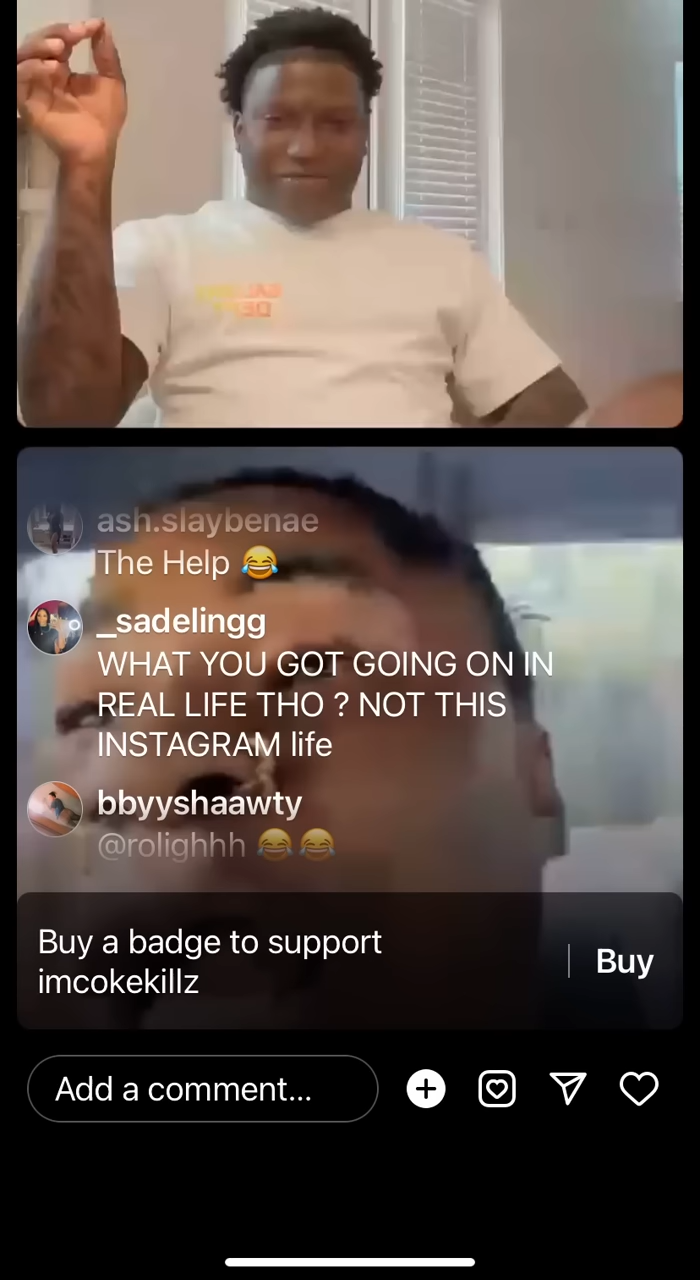 ash.slaybenae
The Help 😂
_sadelingg
WHAT YOU GOT GOING ON IN
REAL LIFE THO ? NOT THIS
INSTAGRAM life
bbyyshaawty
@rolighhh 😂😂
Buy a badge to support
imcokekillz
Buy
Add a comment...